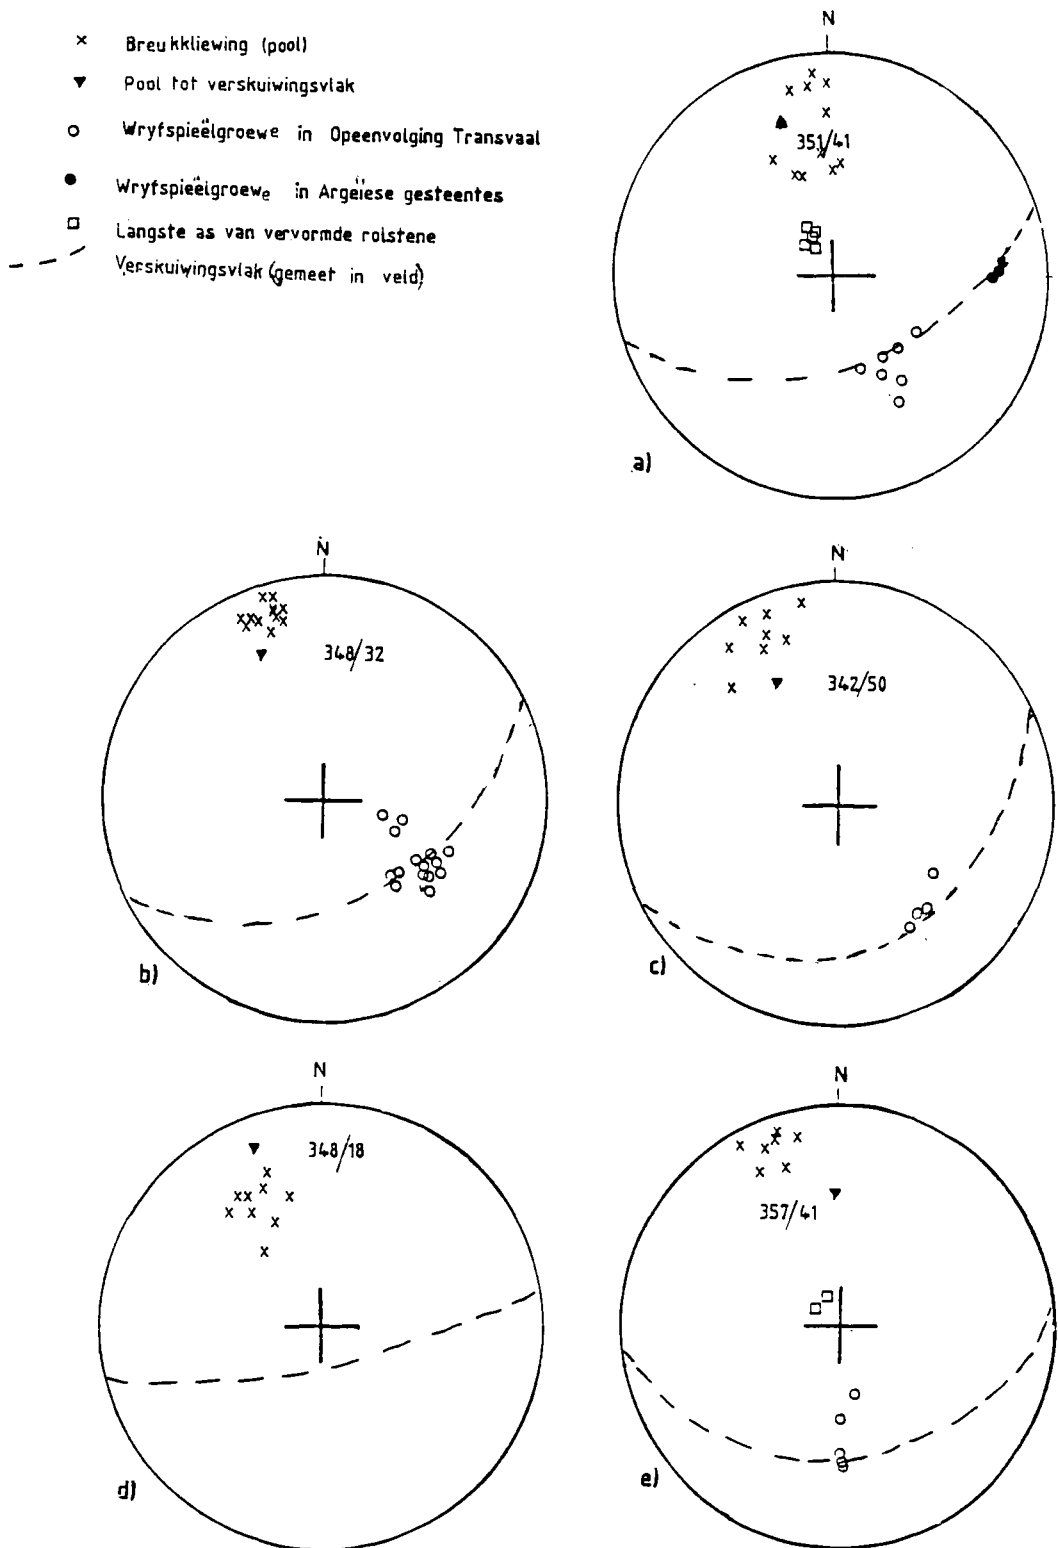 × Breukkliewing (pool)
▼ Pool tot verskuiwingsvlak
○ Wryfspieëlgroewe in Opeenvolging Transvaal
● Wryfspieëlgroewe in Argeïese gesteentes
□ Langste as van vervormde rolstene
Verskuiwingsvlak (gemeet in veld)
N
351/41
a)
N
348/32
b)
N
342/50
c)
N
348/18
d)
N
357/41
e)